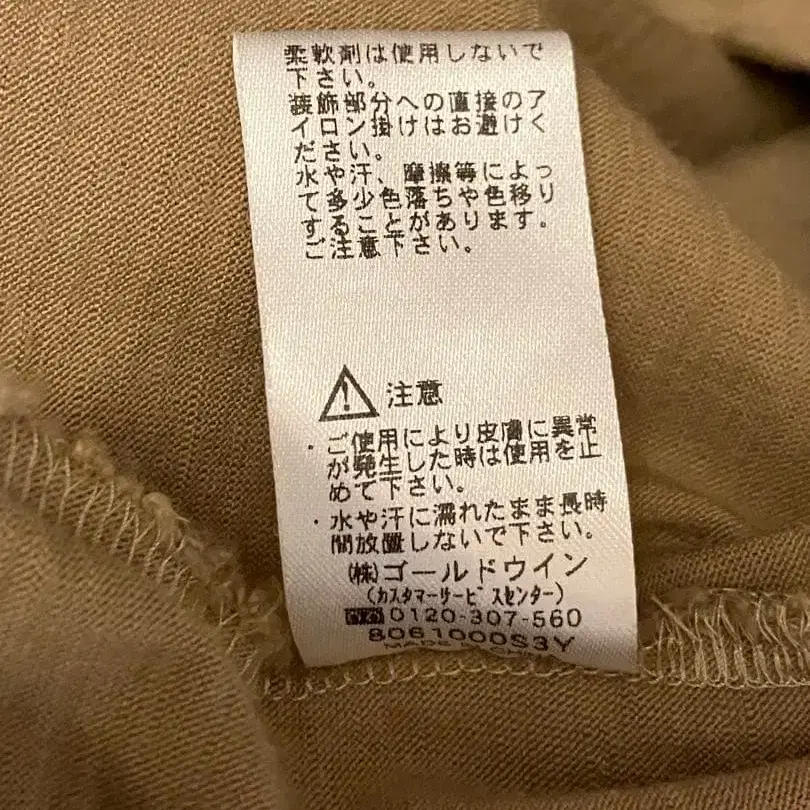 柔軟剤は使用しないで
下さい。
装飾部分への直接のア
イロン掛けはお避けく
ださい。
水や汗、摩擦等によっ
て多少色落ちや色移り
することがあります。
ご注意下さい。
注意
・ご使用により皮膚に異常
が発生した時は使用を止
めて下さい。
・水や汗に濡れたまま長時
間放置しないで下さい。
(株)ゴールドウイン
(カスタマーサービスセンター)
0120-307-560
8061000S3Y
MADE IN CHINA